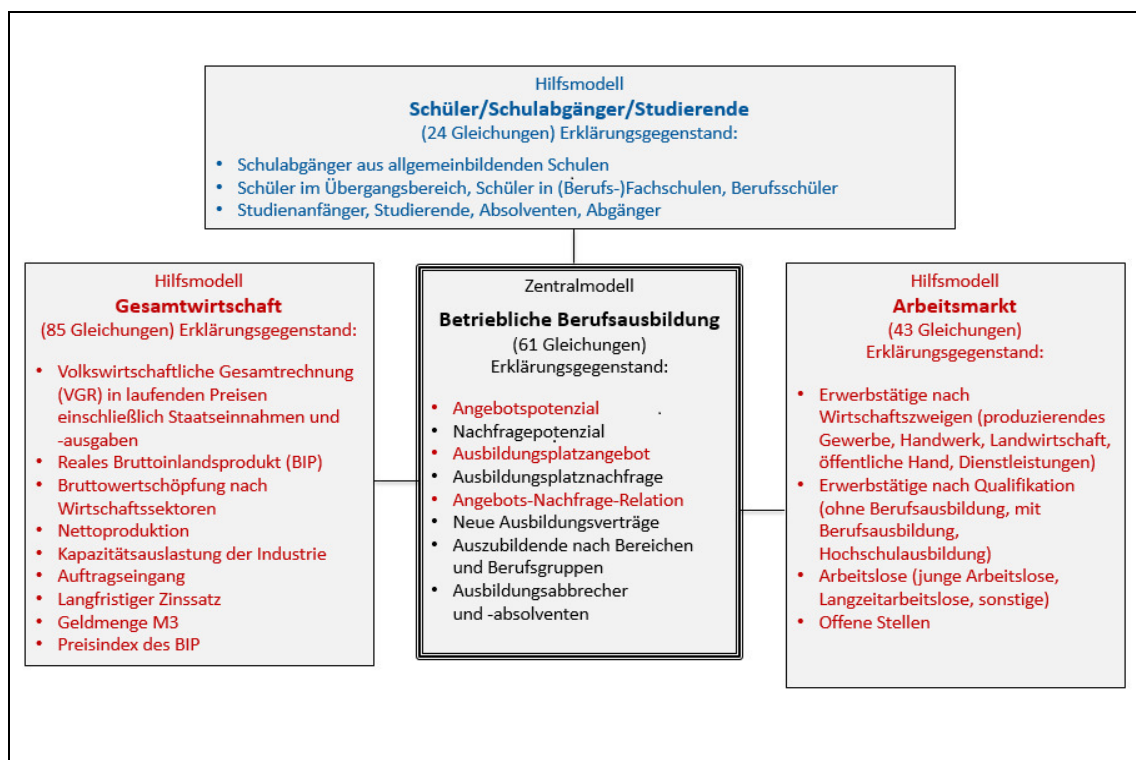 Hilfsmodell
Schüler/Schulabgänger/Studierende
(24 Gleichungen) Erklärungsgegenstand:
• Schulabgänger aus allgemeinbildenden Schulen
• Schüler im Übergangsbereich, Schüler in (Berufs-)Fachschulen, Berufsschüler
• Studienanfänger, Studierende, Absolventen, Abgänger
Hilfsmodell
Gesamtwirtschaft
(85 Gleichungen) Erklärungsgegenstand:
• Volkswirtschaftliche Gesamtrechnung
(VGR) in laufenden Preisen
einschließlich Staatseinnahmen und
-ausgaben
• Reales Bruttoinlandsprodukt (BIP)
• Bruttowertschöpfung nach
Wirtschaftssektoren
• Nettoproduktion
• Kapazitätsauslastung der Industrie
• Auftragseingang
• Langfristiger Zinssatz
• Geldmenge M3
• Preisindex des BIP
Zentralmodell
Betriebliche Berufsausbildung
(61 Gleichungen)
Erklärungsgegenstand:
• Angebotspotenzial
• Nachfragepotenzial
• Ausbildungsplatzangebot
• Ausbildungsplatznachfrage
• Angebots-Nachfrage-Relation
• Neue Ausbildungsverträge
• Auszubildende nach Bereichen
und Berufsgruppen
• Ausbildungsabbrecher
und -absolventen
Hilfsmodell
Arbeitsmarkt
(43 Gleichungen)
Erklärungsgegenstand:
• Erwerbstätige nach
Wirtschaftszweigen (produzierendes
Gewerbe, Handwerk, Landwirtschaft,
öffentliche Hand, Dienstleistungen)
• Erwerbstätige nach Qualifikation
(ohne Berufsausbildung, mit
Berufsausbildung,
Hochschulausbildung)
• Arbeitslose (junge Arbeitslose,
Langzeitarbeitslose, sonstige)
• Offene Stellen